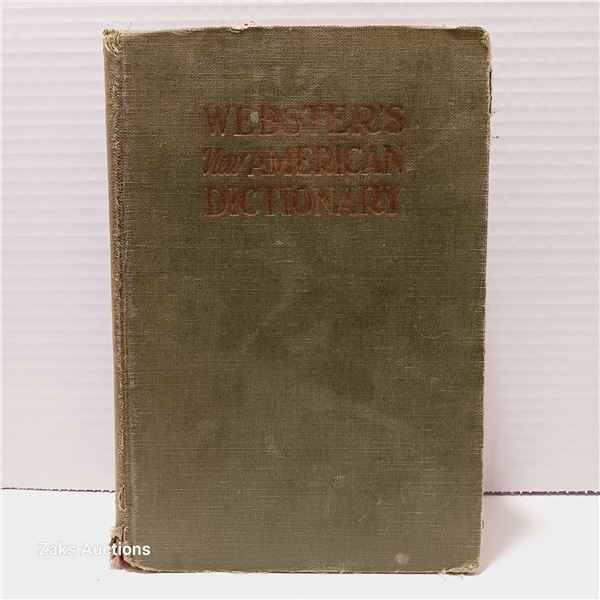 WEBSTER'S
New AMERICAN
DICTIONARY
Zaks Auctions